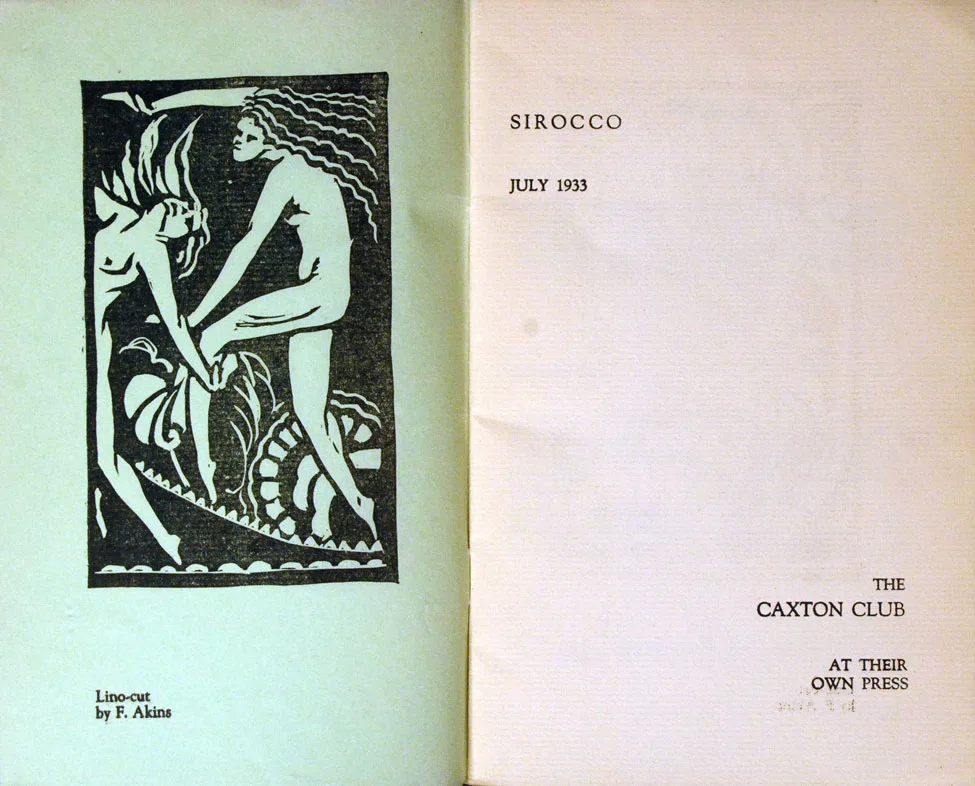 Lino-cut
by F. Akins
SIROCCO
JULY 1933
THE
CAXTON CLUB
AT THEIR
OWN PRESS